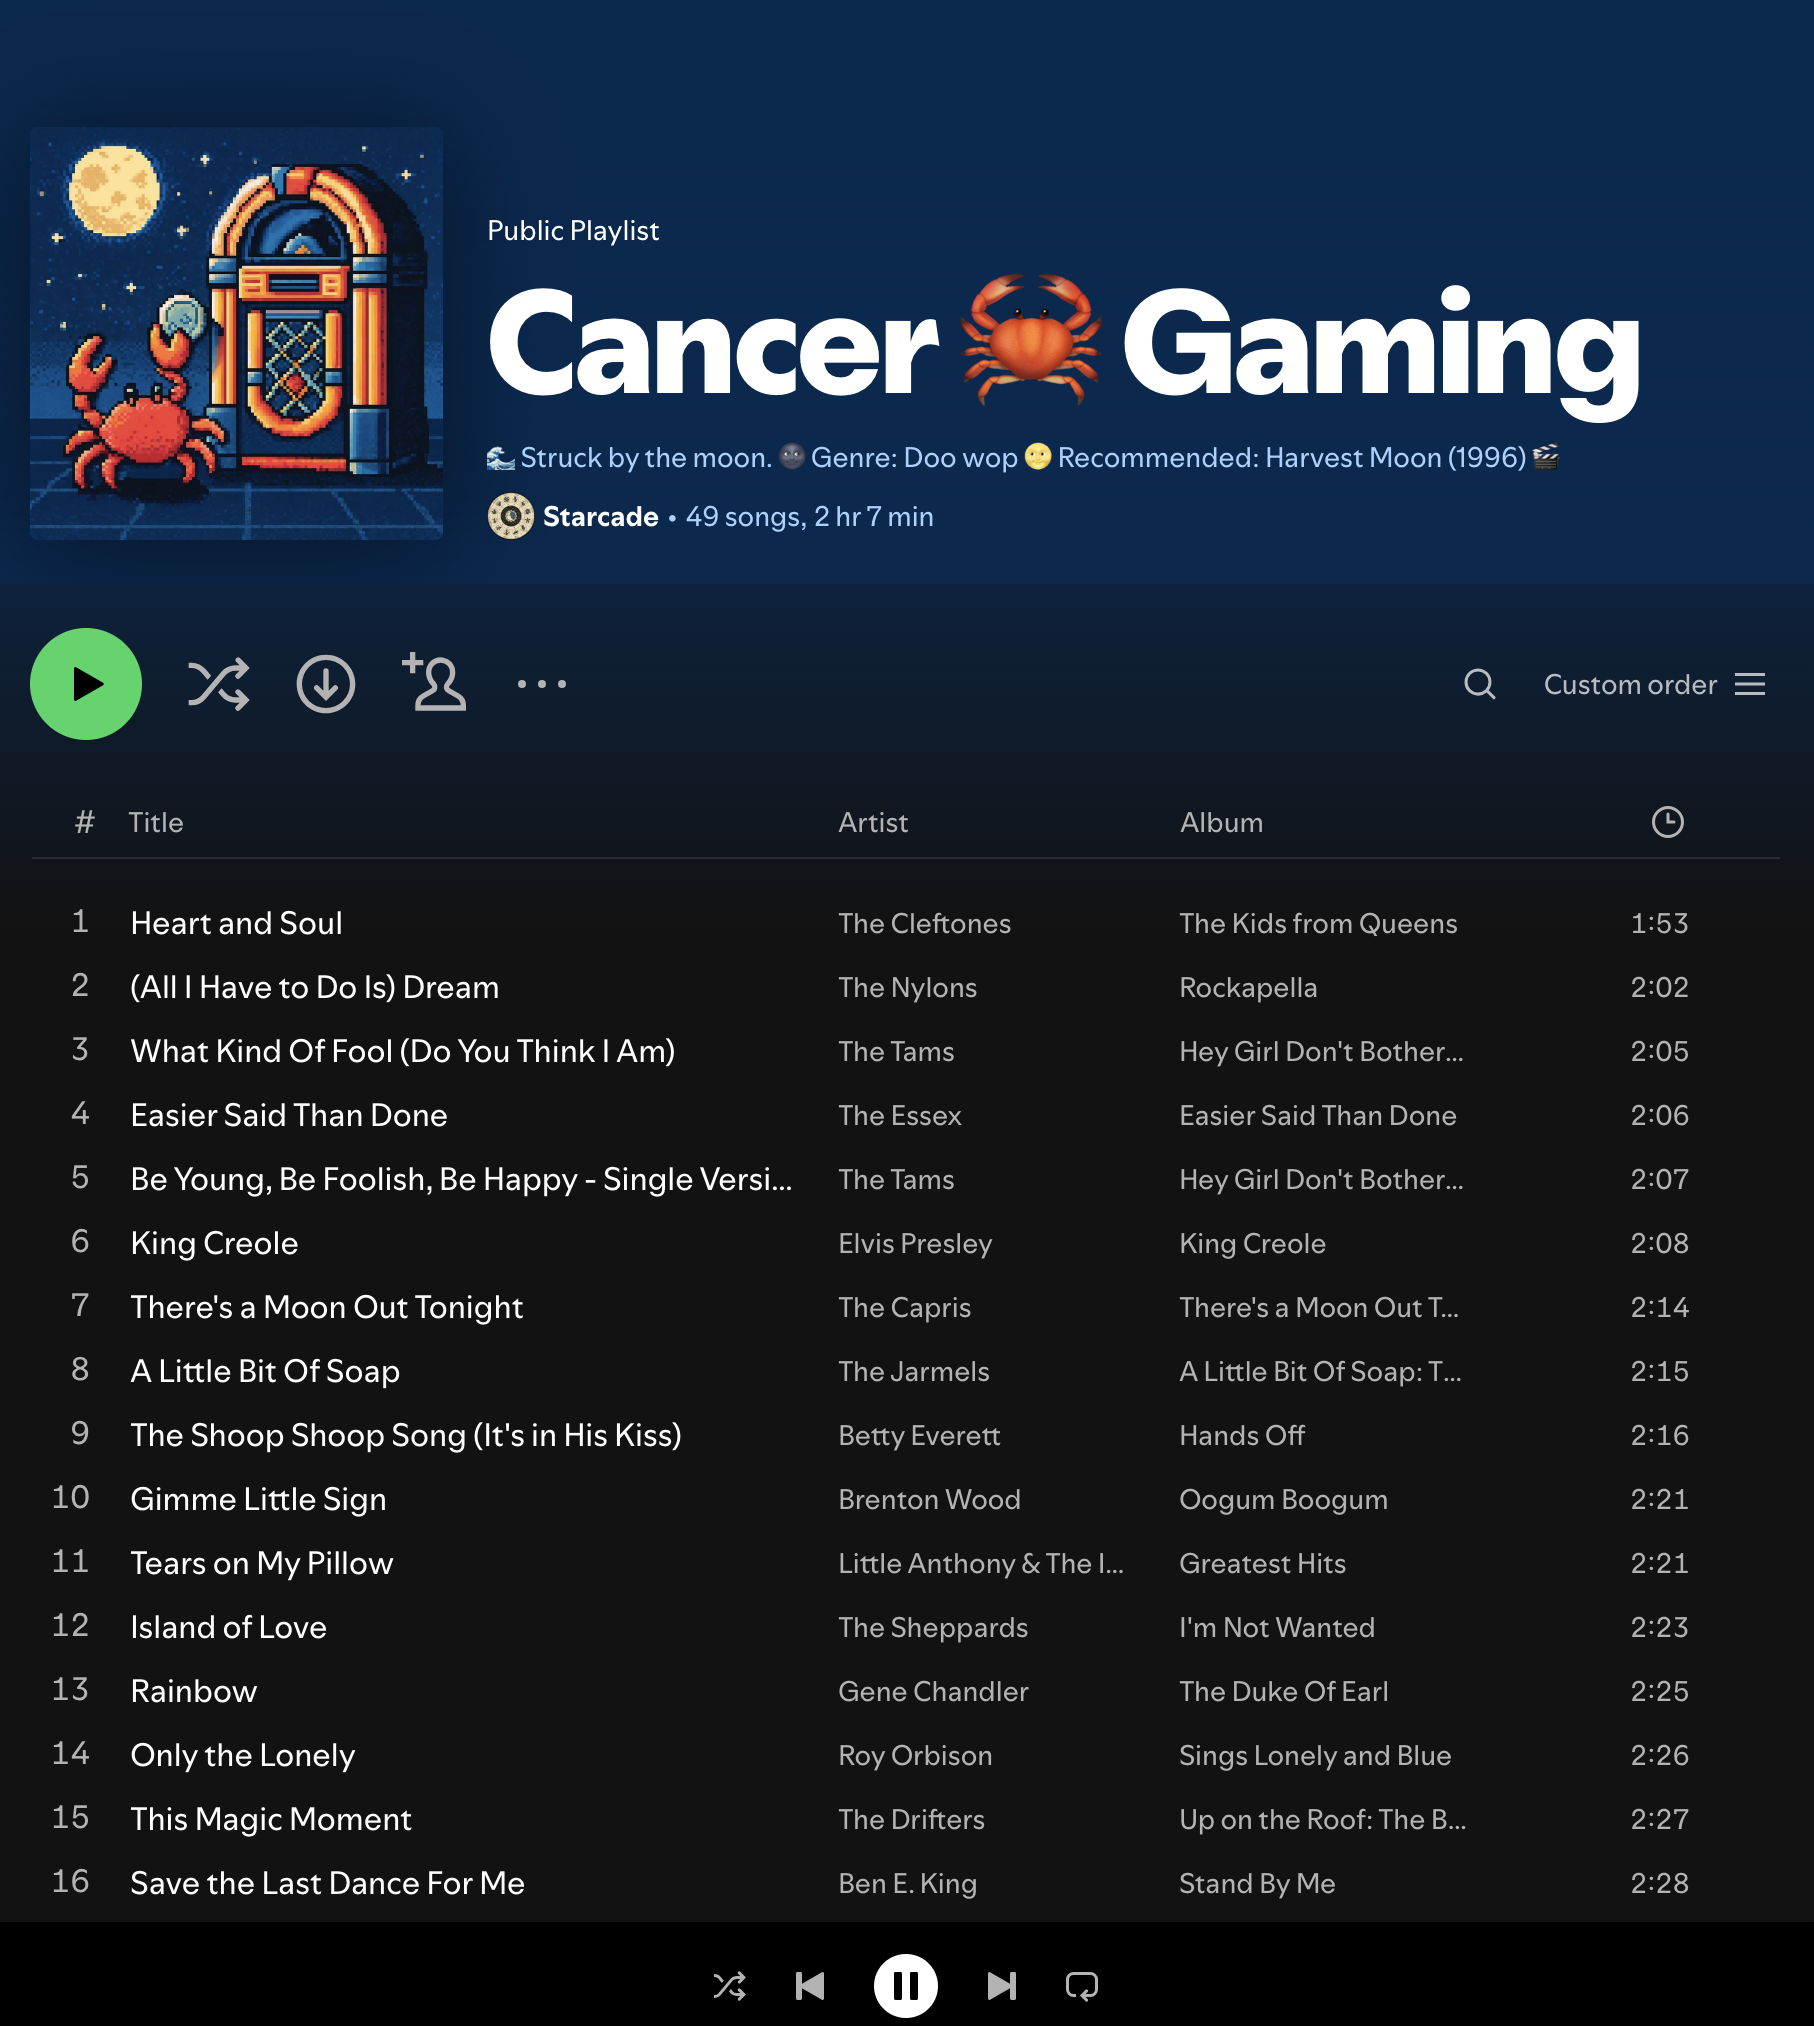 Public Playlist
Cancer 🦀 Gaming
🌊 Struck by the moon. 🌚 Genre: Doo wop 🌝 Recommended: Harvest Moon (1996) 🎬
Starcade • 49 songs, 2 hr 7 min
Custom order
# Title Artist Album
1 Heart and Soul The Cleftones The Kids from Queens 1:53
2 (All I Have to Do Is) Dream The Nylons Rockapella 2:02
3 What Kind Of Fool (Do You Think I Am) The Tams Hey Girl Don't Bother... 2:05
4 Easier Said Than Done The Essex Easier Said Than Done 2:06
5 Be Young, Be Foolish, Be Happy - Single Versi... The Tams Hey Girl Don't Bother... 2:07
6 King Creole Elvis Presley King Creole 2:08
7 There's a Moon Out Tonight The Capris There's a Moon Out T... 2:14
8 A Little Bit Of Soap The Jarmels A Little Bit Of Soap: T... 2:15
9 The Shoop Shoop Song (It's in His Kiss) Betty Everett Hands Off 2:16
10 Gimme Little Sign Brenton Wood Oogum Boogum 2:21
11 Tears on My Pillow Little Anthony & The I... Greatest Hits 2:21
12 Island of Love The Sheppards I'm Not Wanted 2:23
13 Rainbow Gene Chandler The Duke Of Earl 2:25
14 Only the Lonely Roy Orbison Sings Lonely and Blue 2:26
15 This Magic Moment The Drifters Up on the Roof: The B... 2:27
16 Save the Last Dance For Me Ben E. King Stand By Me 2:28